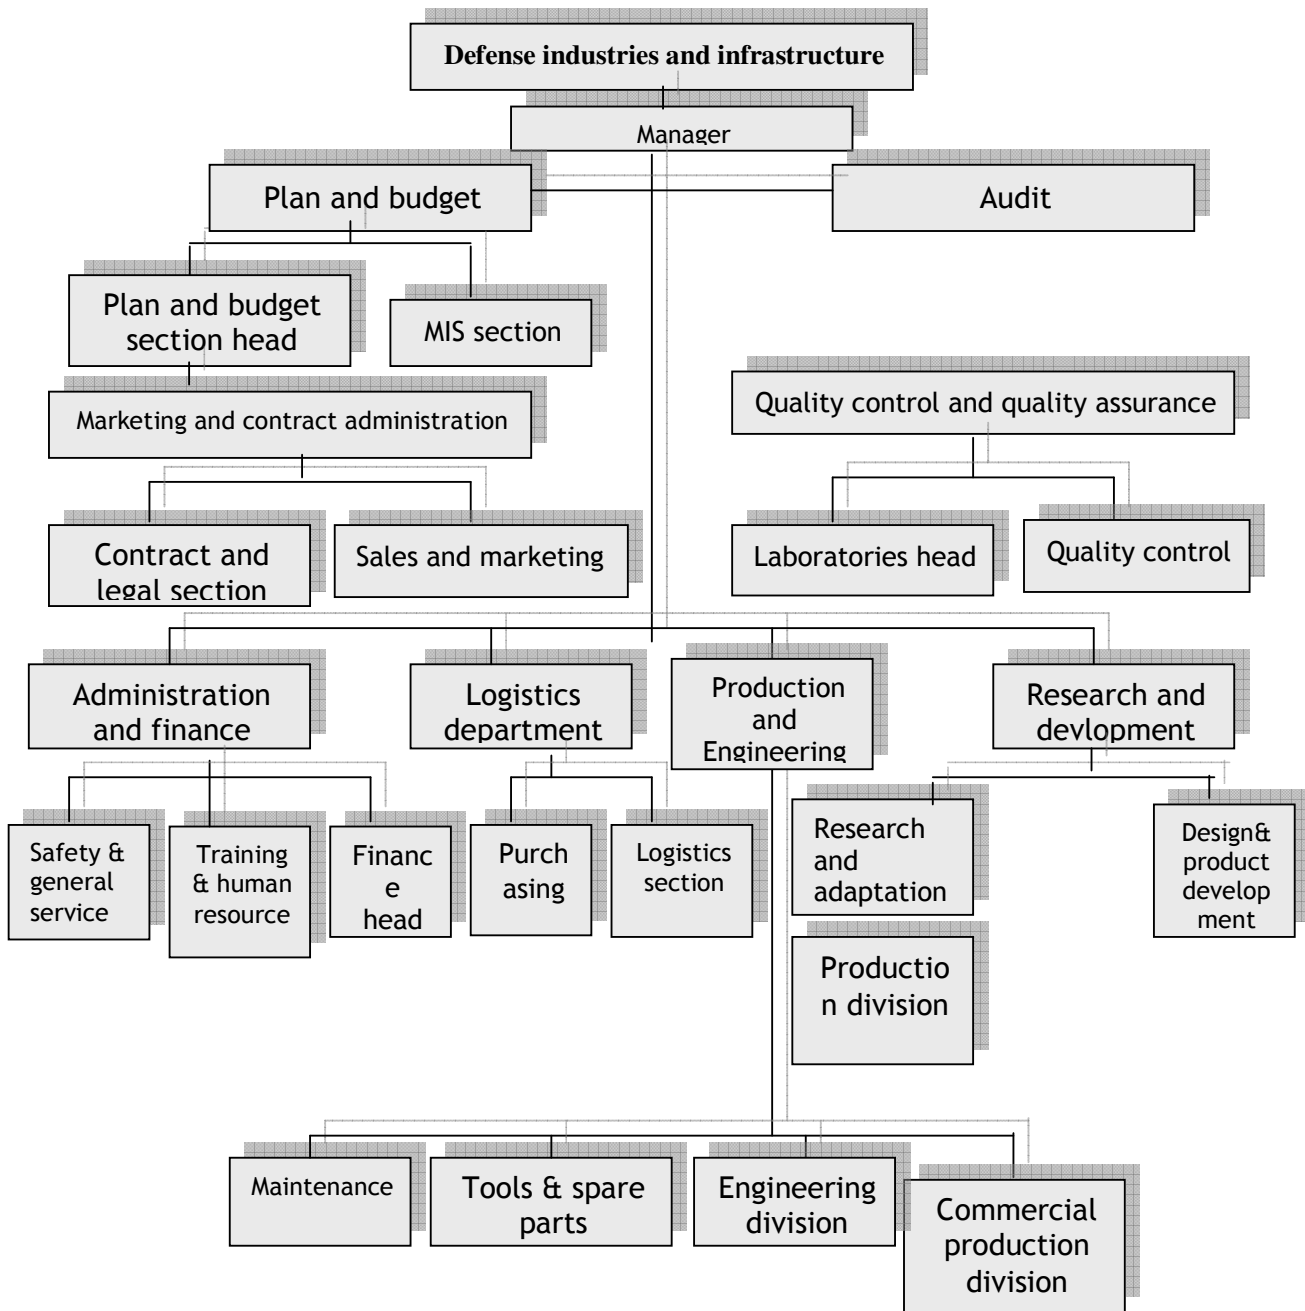 Defense industries and infrastructure
Manager
Plan and budget
Audit
Plan and budget
section head
MIS section
Marketing and contract administration
Quality control and quality assurance
Contract and
legal section
Sales and marketing
Laboratories head
Quality control
Administration
and finance
Logistics
department
Production
and
Engineering
Research and
devlopment
Safety &
general
service
Training
& human
resource
Financ
e
head
Purch
asing
Logistics
section
Research
and
adaptation
Design&
product
develop
ment
Productio
n division
Maintenance
Tools & spare
parts
Engineering
division
Commercial
production
division